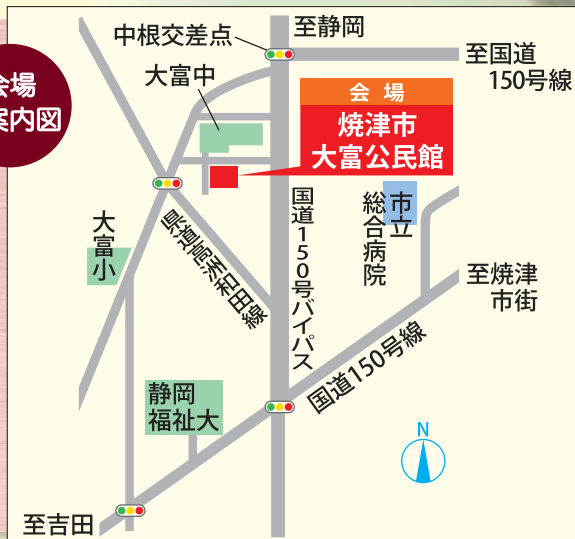 会場
案内図
中根交差点
至静岡
至国道
150号線
大富中
会 場
焼津市
大富公民館
大富小
県道高洲和田線
国道150号バイパス
市立
総合病院
至焼津
市街
国道150号線
静岡
福祉大
N
至吉田